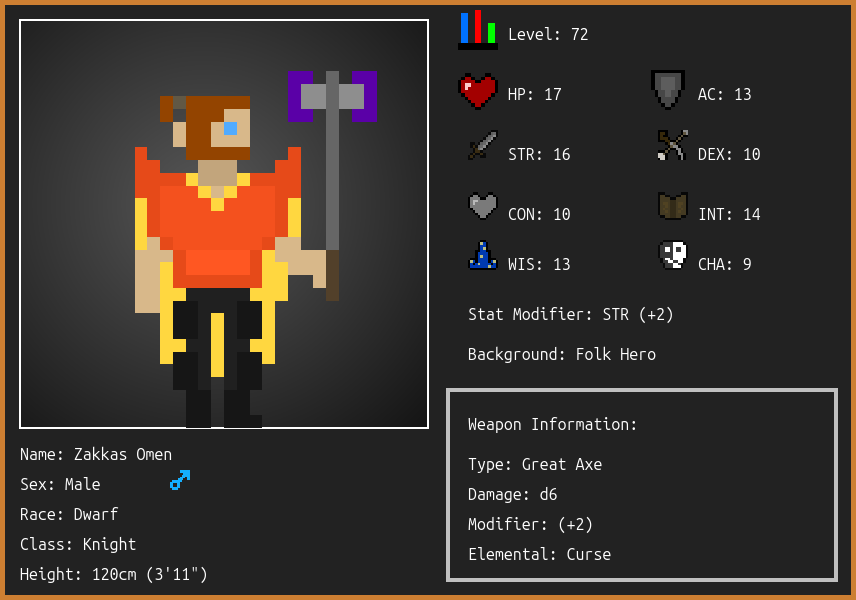 Level: 72
HP: 17
AC: 13
STR: 16
DEX: 10
CON: 10
INT: 14
WIS: 13
CHA: 9
Stat Modifier: STR (+2)
Background: Folk Hero
Weapon Information:
Type: Great Axe
Damage: d6
Modifier: (+2)
Elemental: Curse
Name: Zakkas Omen
Sex: Male
Race: Dwarf
Class: Knight
Height: 120cm (3'11")